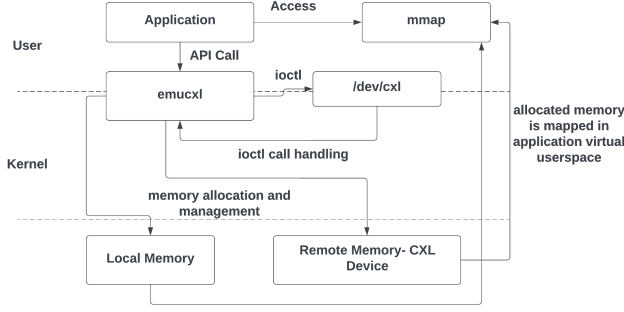 Access
Application
mmap
User
API Call
ioctl
emucxl
/dev/cxl
allocated memory
is mapped in
application virtual
userspace
ioctl call handling
Kernel
memory allocation and
management
Local Memory
Remote Memory- CXL
Device